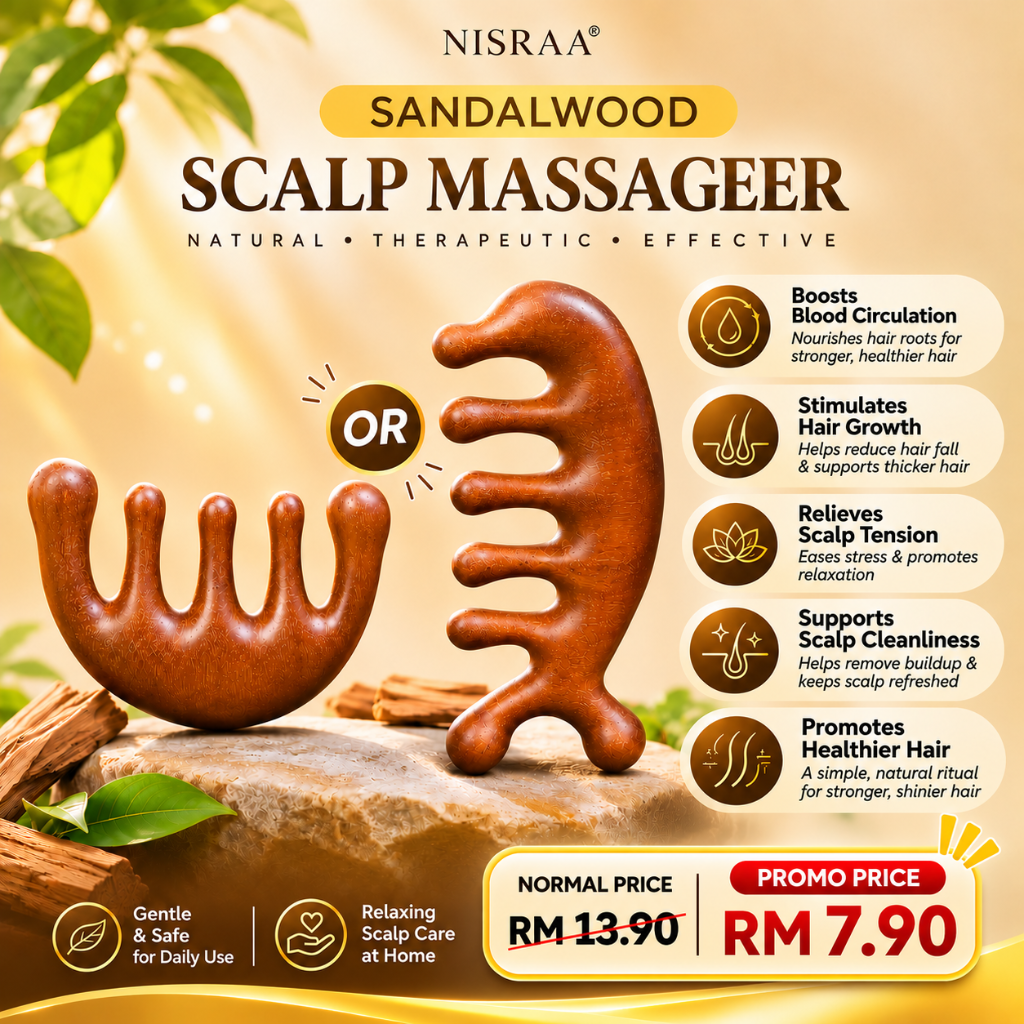 NISRAA®
SANDALWOOD
SCALP MASSAGEER
NATURAL • THERAPEUTIC • EFFECTIVE
OR
Boosts
Blood Circulation
Nourishes hair roots for
stronger, healthier hair
Stimulates
Hair Growth
Helps reduce hair fall
& supports thicker hair
Relieves
Scalp Tension
Eases stress & promotes
relaxation
Supports
Scalp Cleanliness
Helps remove buildup &
keeps scalp refreshed
Promotes
Healthier Hair
A simple, natural ritual
for stronger, shinier hair
Gentle
& Safe
for Daily Use
Relaxing
Scalp Care
at Home
NORMAL PRICE
RM 13.90
PROMO PRICE
RM 7.90